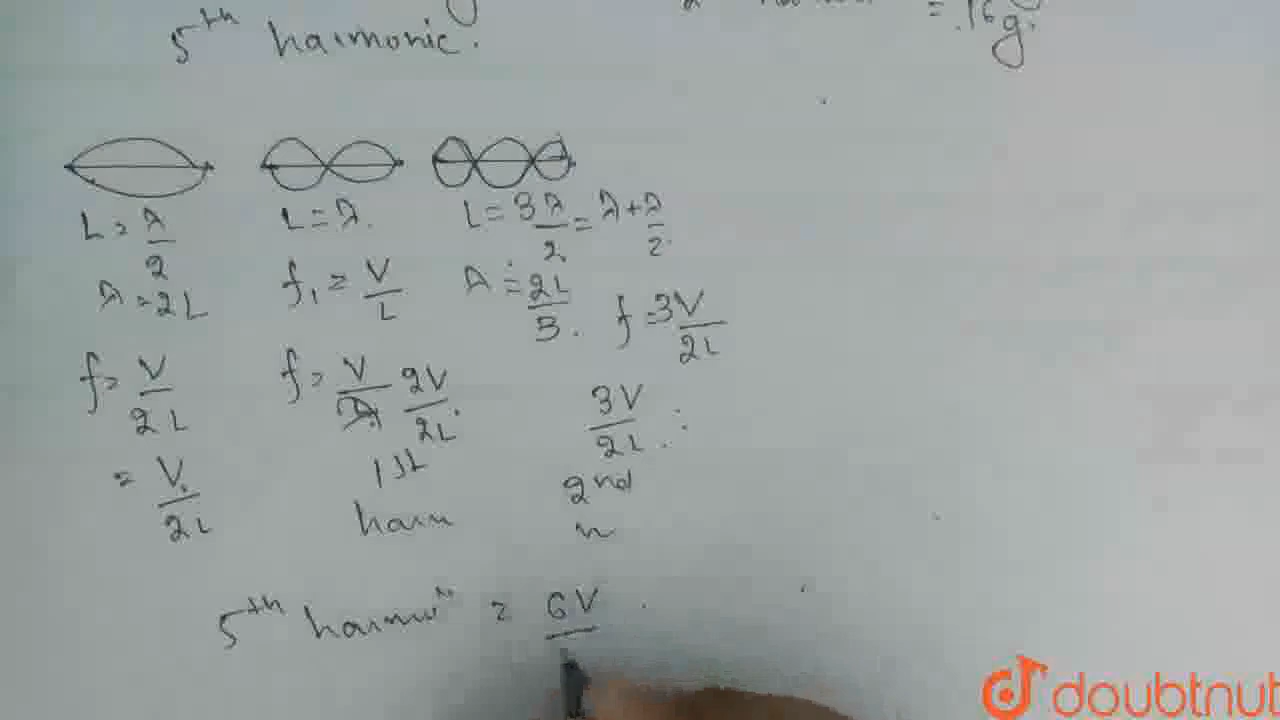 = .16g.
5th harmonic.
L = λ/2
L = λ.
L = 3λ/2. = λ + λ/2.
λ = 2L
f1 = V/L
λ = 2L/3.
f = 3V/2L
f = V/2L
f = V/λ 2V/2L.
3V/2L.
= V/2L
1st
harm
2nd
n
5th harmonic = 6V
doubtnut